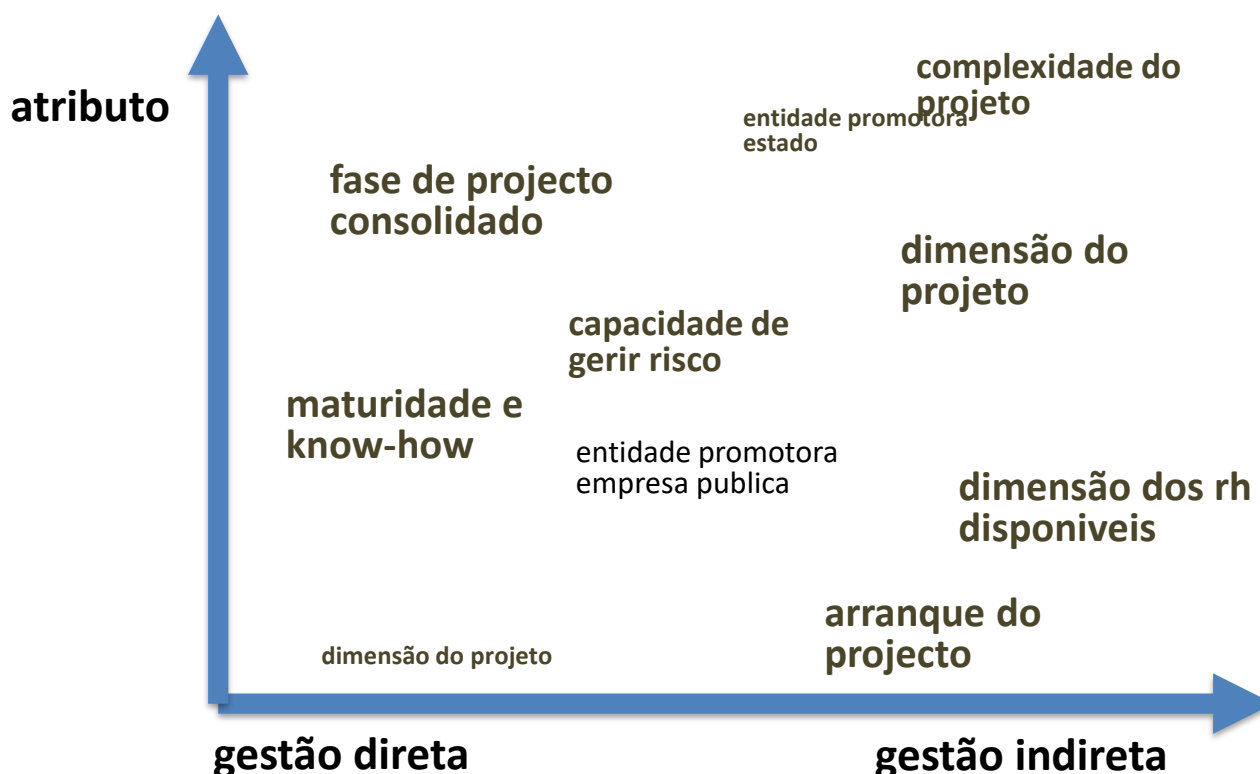 complexidade do
projeto
atributo
entidade promotora
estado
fase de projecto
consolidado
dimensão do
projeto
capacidade de
gerir risco
maturidade e
know-how
entidade promotora
empresa publica
dimensão dos rh
disponiveis
arranque do
projecto
dimensão do projeto
gestão direta
gestão indireta